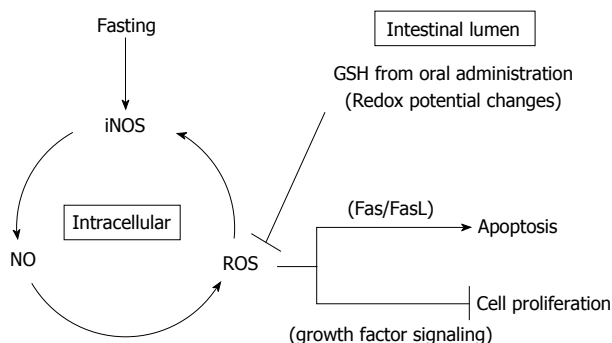 Fasting
Intestinal lumen
GSH from oral administration
(Redox potential changes)
iNOS
(Fas/FasL)
Intracellular
Apoptosis
NO
ROS
Cell proliferation
(growth factor signaling)